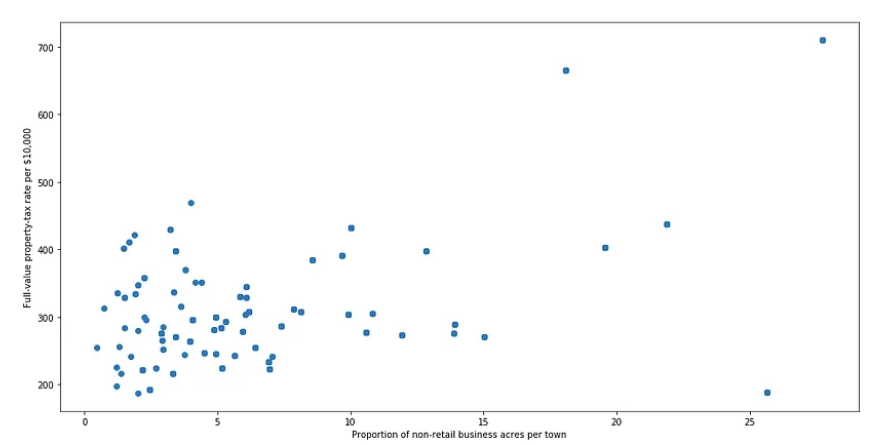 700
600
500
400
300
200
Full-value property-tax rate per $10,000
0 5 10 15 20 25
Proportion of non-retail business acres per town